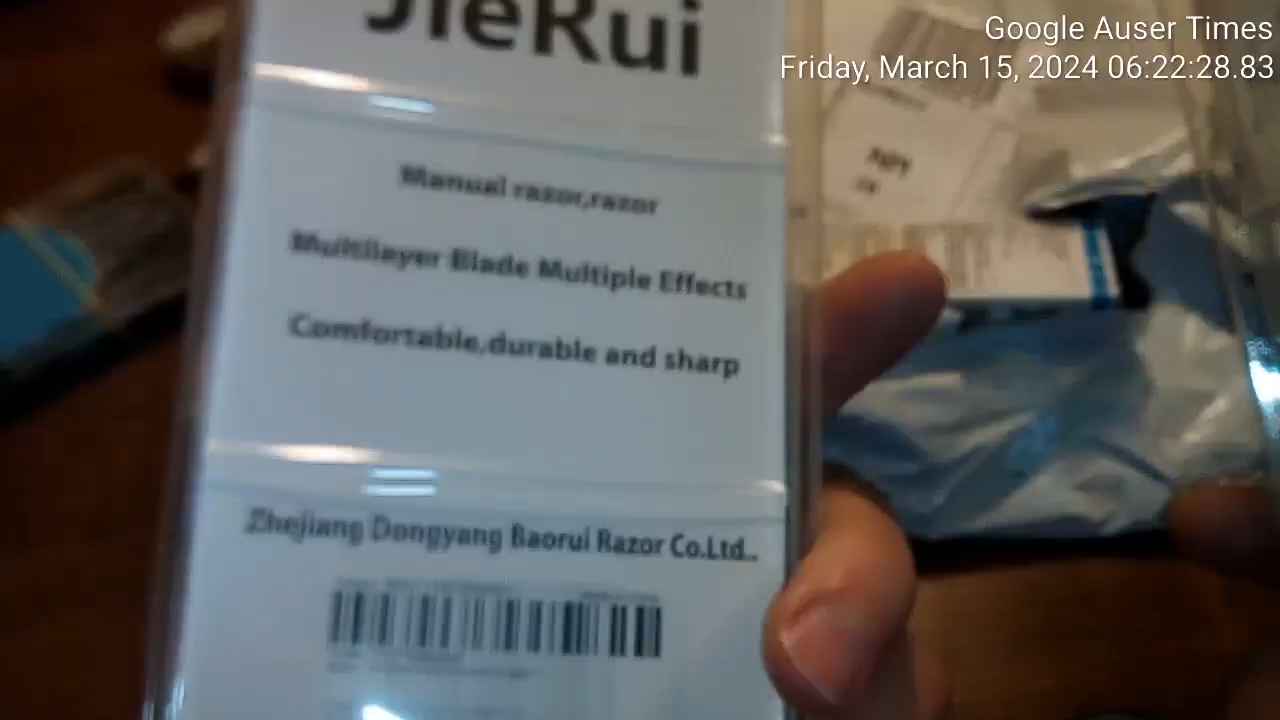 Google Auser Times
Friday, March 15, 2024 06:22:28.83
JieRui
Manual razor,razor
Multilayer Blade Multiple Effects
Comfortable,durable and sharp
Zhejiang Dongyang Baorui Razor Co.Ltd..